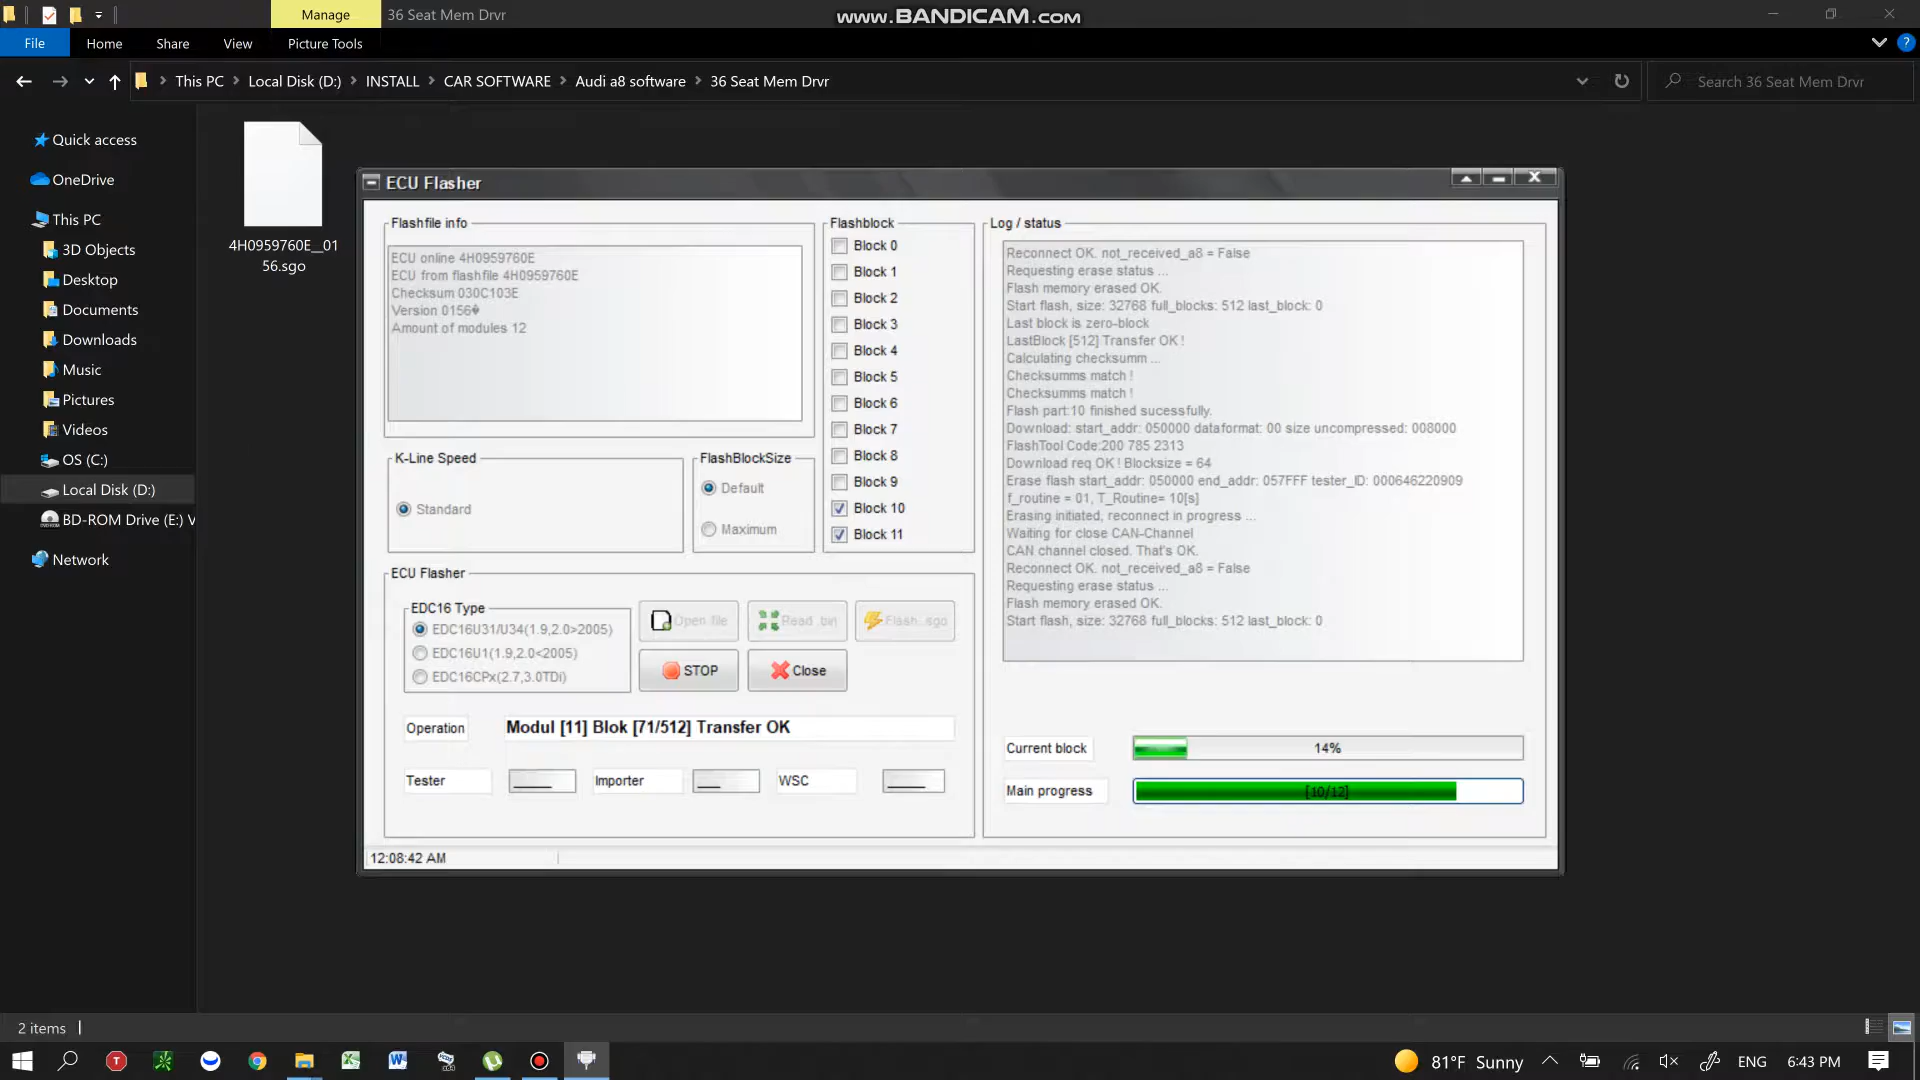 Manage
36 Seat Mem Drvr
www.BANDICAM.com
File
Home
Share
View
Picture Tools
This PC
Local Disk (D:)
INSTALL
CAR SOFTWARE
Audi a8 software
36 Seat Mem Drvr
Search 36 Seat Mem Drvr
Quick access
OneDrive
This PC
3D Objects
Desktop
Documents
Downloads
Music
Pictures
Videos
OS (C:)
Local Disk (D:)
BD-ROM Drive (E:) V
Network
4H0959760E__01
56.sgo
ECU Flasher
Flashfile info
ECU online 4H0959760E
ECU from flashfile 4H0959760E
Checksum 030C103E
Version 0156�
Amount of modules 12
Flashblock
Block 0
Block 1
Block 2
Block 3
Block 4
Block 5
Block 6
Block 7
Block 8
Block 9
Block 10
Block 11
K-Line Speed
Standard
FlashBlockSize
Default
Maximum
Log / status
Reconnect OK. not_received_a8 = False
Requesting erase status ...
Flash memory erased OK.
Start flash, size: 32768 full_blocks: 512 last_block: 0
Last block is zero-block
LastBlock [512] Transfer OK !
Calculating checksumm ...
Checksumms match !
Checksumms match !
Flash part:10 finished sucessfully.
Download: start_addr: 050000 dataformat: 00 size uncompressed: 008000
FlashTool Code:200 785 2313
Download req OK ! Blocksize = 64
Erase flash start_addr: 050000 end_addr: 057FFF tester_ID: 000646220909
f_routine = 01, T_Routine= 10[s]
Erasing initiated, reconnect in progress ...
Waiting for close CAN-Channel
CAN channel closed. That's OK.
Reconnect OK. not_received_a8 = False
Requesting erase status ...
Flash memory erased OK.
Start flash, size: 32768 full_blocks: 512 last_block: 0
ECU Flasher
EDC16 Type
EDC16U31/U34(1.9,2.0>2005)
EDC16U1(1.9,2.0<2005)
EDC16CPx(2.7,3.0TDi)
Open file
Read .bin
Flash .sgo
STOP
Close
Operation
Modul [11] Blok [71/512] Transfer OK
Tester
Importer
WSC
Current block
14%
Main progress
[10/12]
12:08:42 AM
2 items
81°F Sunny
ENG
6:43 PM